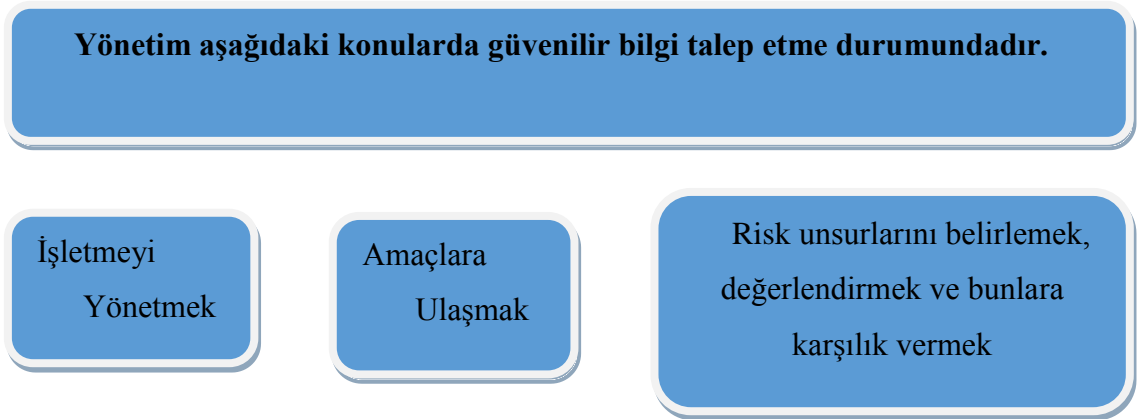 Yönetim aşağıdaki konularda güvenilir bilgi talep etme durumundadır.
İşletmeyi
Yönetmek
Amaçlara
Ulaşmak
Risk unsurlarını belirlemek,
değerlendirmek ve bunlara
karşılık vermek